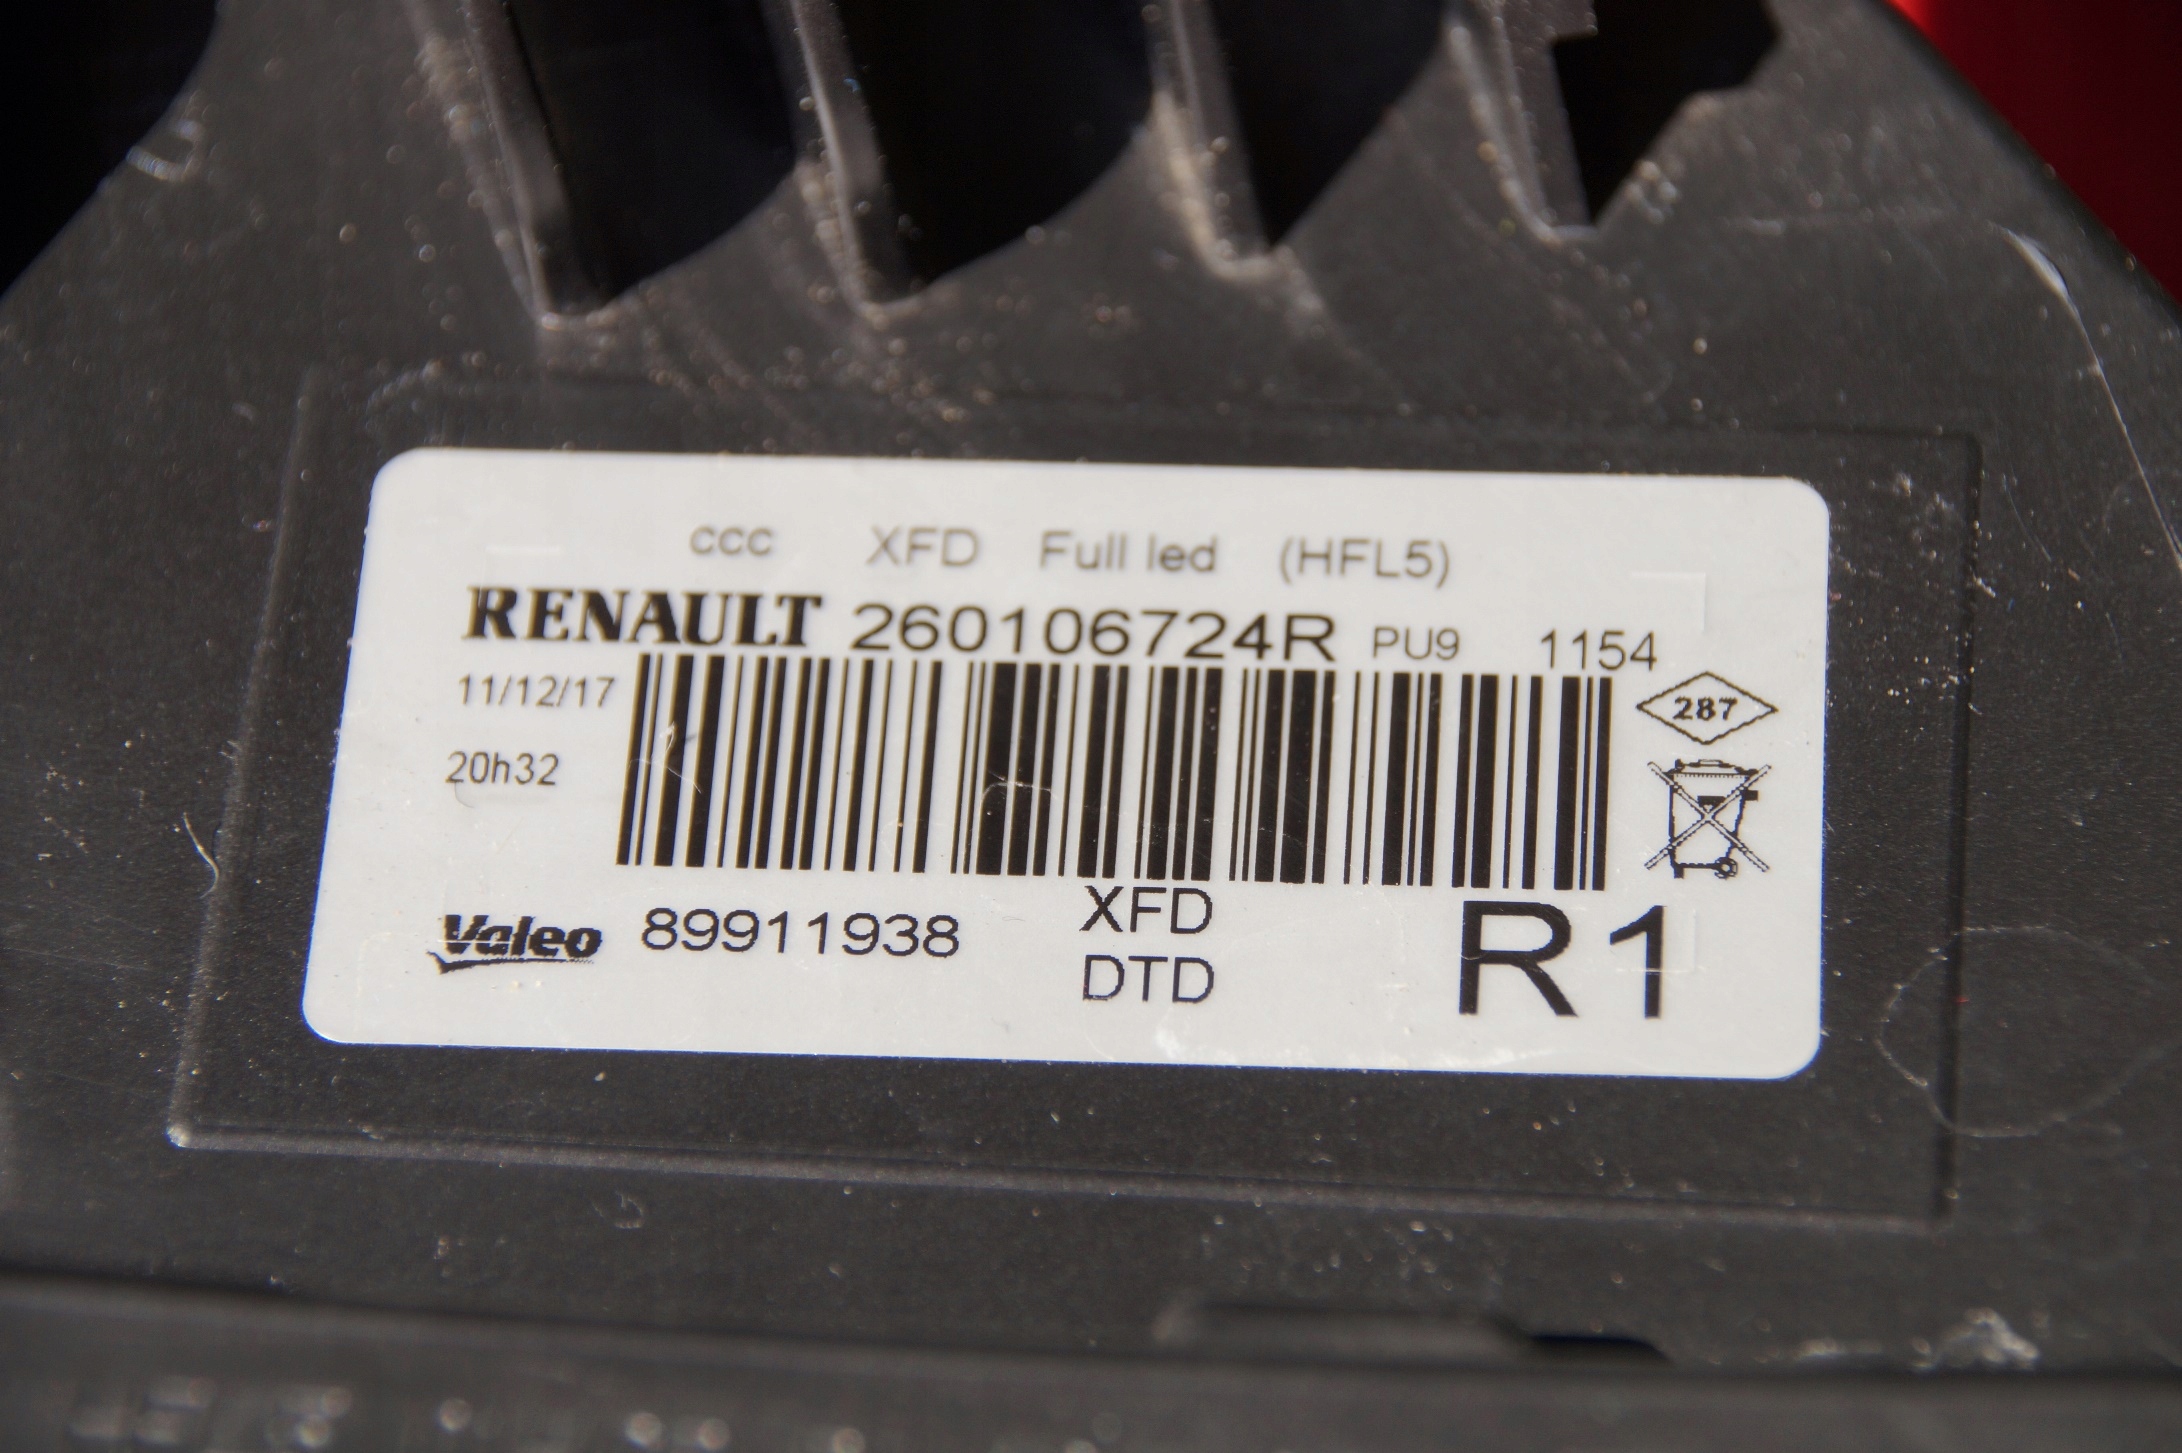 ccc XFD Full led (HFL5)
RENAULT 260106724R PU9 1154
11/12/17
287
20h32
Valeo 89911938
XFD
DTD
R1